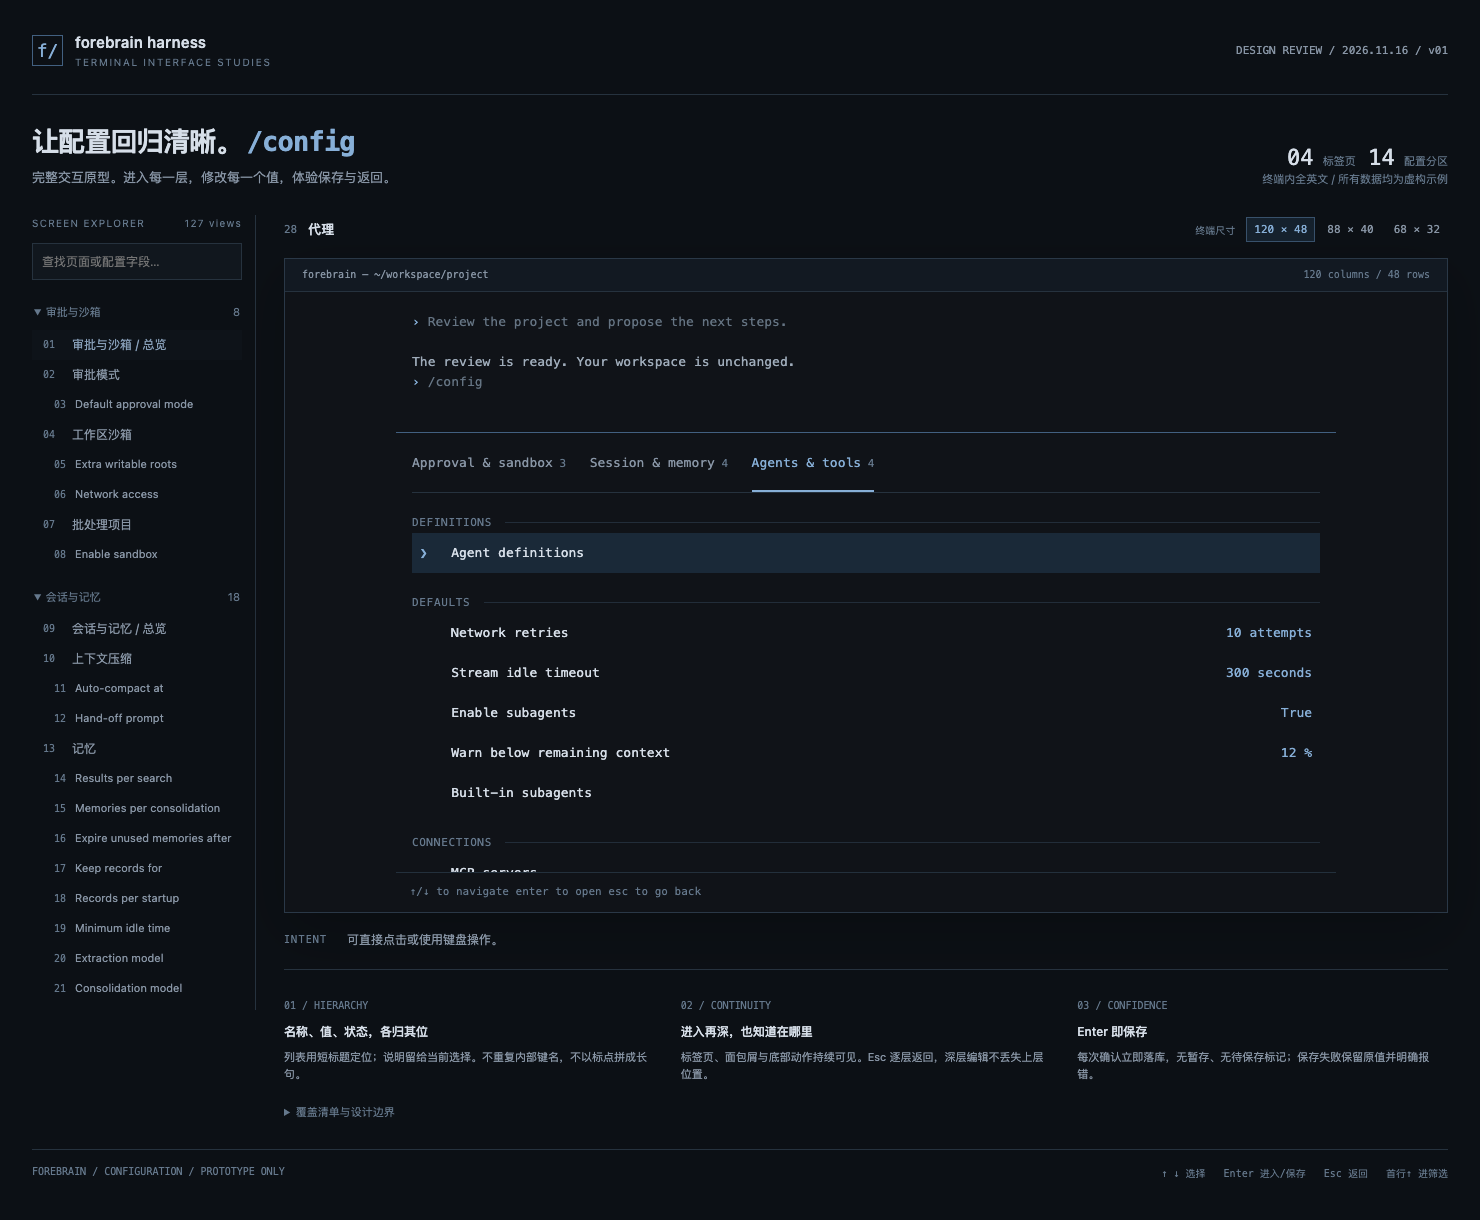 f/
forebrain harness
TERMINAL INTERFACE STUDIES
DESIGN REVIEW / 2026.11.16 / v01
让配置回归清晰。/config
完整交互原型。进入每一层，修改每一个值，体验保存与返回。
04 标签页 14 配置分区
终端内全英文 / 所有数据均为虚构示例
SCREEN EXPLORER 127 views
查找页面或配置字段...
▼ 审批与沙箱 8
01 审批与沙箱 / 总览
02 审批模式
03 Default approval mode
04 工作区沙箱
05 Extra writable roots
06 Network access
07 批处理项目
08 Enable sandbox
▼ 会话与记忆 18
09 会话与记忆 / 总览
10 上下文压缩
11 Auto-compact at
12 Hand-off prompt
13 记忆
14 Results per search
15 Memories per consolidation
16 Expire unused memories after
17 Keep records for
18 Records per startup
19 Minimum idle time
20 Extraction model
21 Consolidation model
28 代理
终端尺寸 120 × 48 88 × 40 68 × 32
forebrain — ~/workspace/project
120 columns / 48 rows
› Review the project and propose the next steps.
The review is ready. Your workspace is unchanged.
› /config
Approval & sandbox 3 Session & memory 4 Agents & tools 4
DEFINITIONS
❯ Agent definitions
DEFAULTS
Network retries 10 attempts
Stream idle timeout 300 seconds
Enable subagents True
Warn below remaining context 12 %
Built-in subagents
CONNECTIONS
MCP servers
↑/↓ to navigate enter to open esc to go back
INTENT 可直接点击或使用键盘操作。
01 / HIERARCHY
名称、值、状态，各归其位
列表用短标题定位；说明留给当前选择。不重复内部键名，不以标点拼成长
句。
02 / CONTINUITY
进入再深，也知道在哪里
标签页、面包屑与底部动作持续可见。Esc 逐层返回，深层编辑不丢失上层
位置。
03 / CONFIDENCE
Enter 即保存
每次确认立即落库，无暂存、无待保存标记；保存失败保留原值并明确报
错。
▶ 覆盖清单与设计边界
FOREBRAIN / CONFIGURATION / PROTOTYPE ONLY
↑ ↓ 选择 Enter 进入/保存 Esc 返回 首行↑ 进筛选